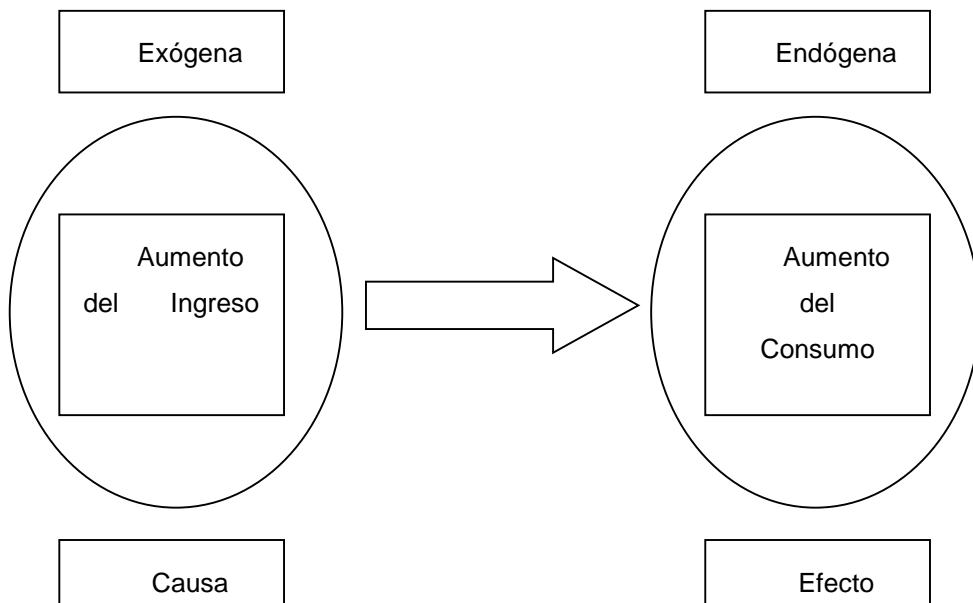 Exógena
Endógena
Aumento
del Ingreso
Aumento
del
Consumo
Causa
Efecto